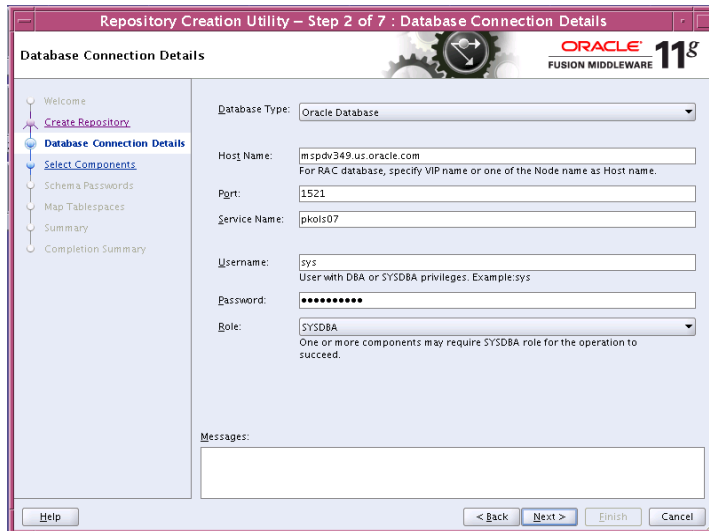 Repository Creation Utility – Step 2 of 7 : Database Connection Details
Database Connection Details
ORACLE
FUSION MIDDLEWARE 11g
Welcome
Create Repository
Database Connection Details
Select Components
Schema Passwords
Map Tablespaces
Summary
Completion Summary
Database Type: Oracle Database
Host Name: mspdv349.us.oracle.com
For RAC database, specify VIP name or one of the Node name as Host name.
Port: 1521
Service Name: pkols07
Username: sys
User with DBA or SYSDBA privileges. Example:sys
Password: ••••••••••
Role: SYSDBA
One or more components may require SYSDBA role for the operation to
succeed.
Messages:
Help < Back Next > Finish Cancel